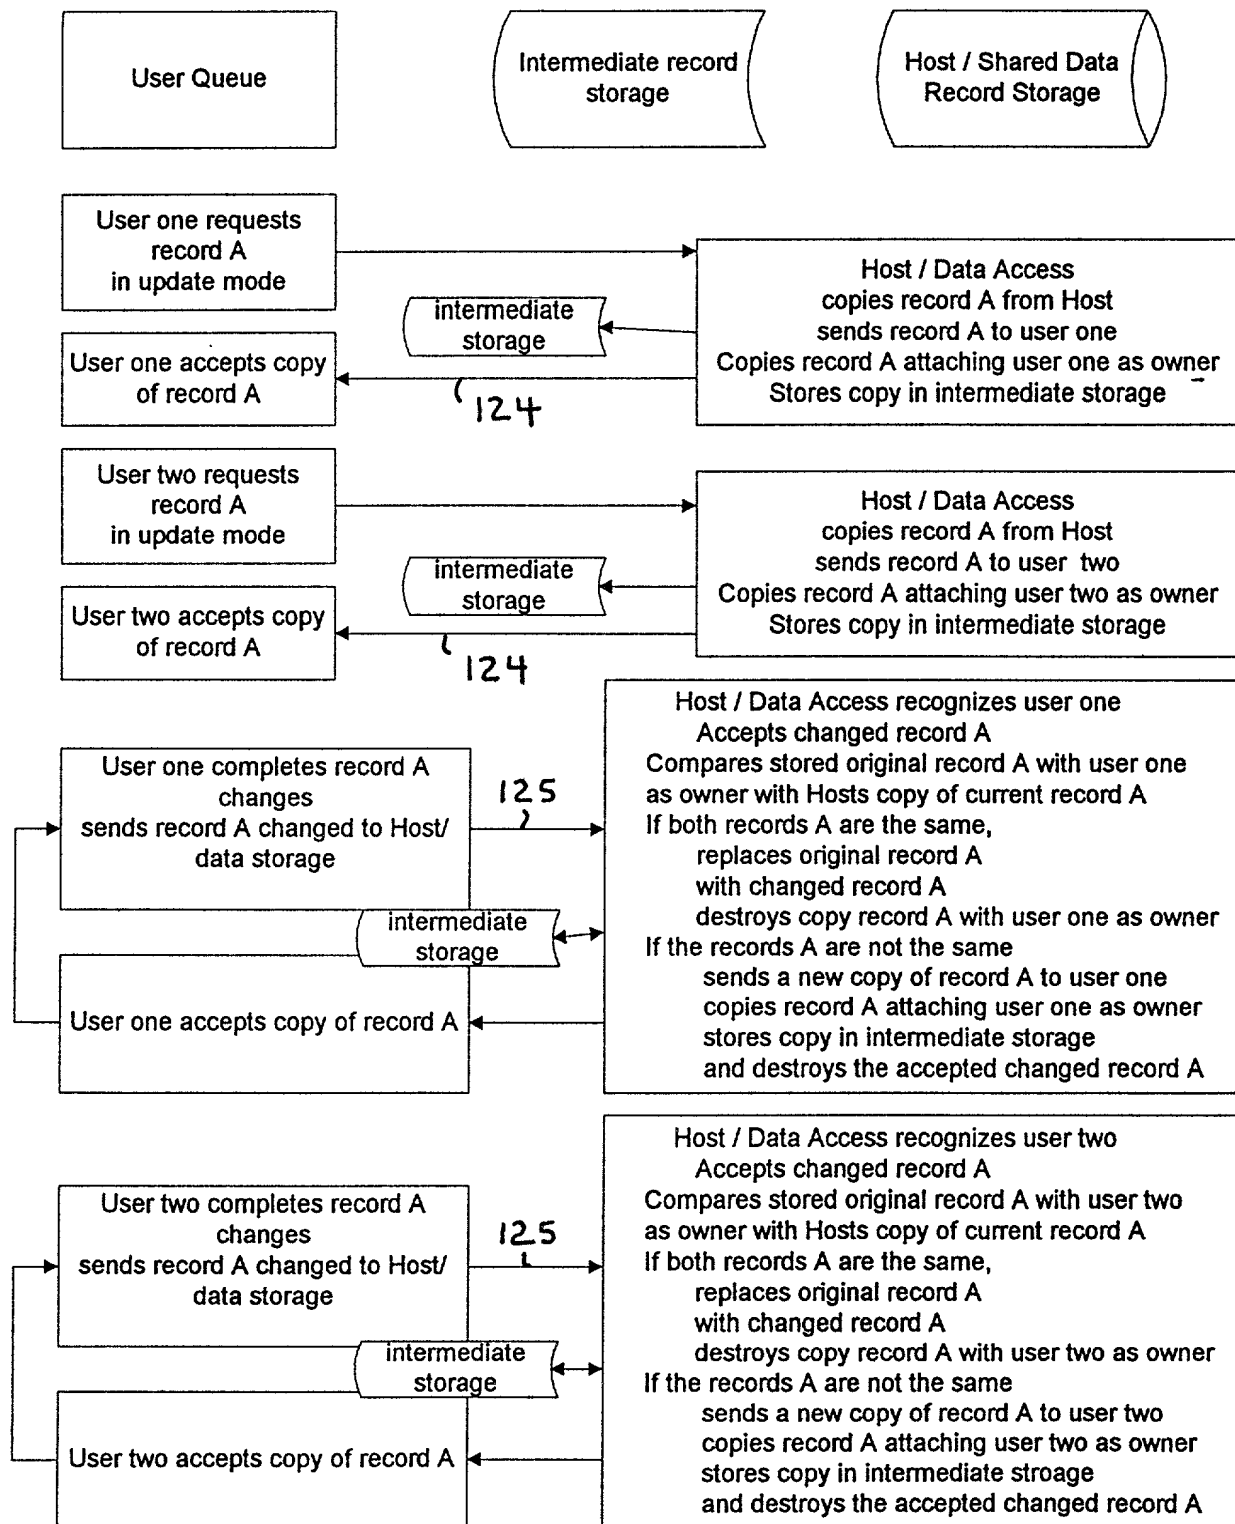 User Queue
Intermediate record
storage
Host / Shared Data
Record Storage
User one requests
record A
in update mode
Host / Data Access
copies record A from Host
sends record A to user one
Copies record A attaching user one as owner
Stores copy in intermediate storage
intermediate
storage
User one accepts copy
of record A
124
User two requests
record A
in update mode
Host / Data Access
copies record A from Host
sends record A to user two
Copies record A attaching user two as owner
Stores copy in intermediate storage
intermediate
storage
User two accepts copy
of record A
124
User one completes record A
changes
sends record A changed to Host/
data storage
125
Host / Data Access recognizes user one
Accepts changed record A
Compares stored original record A with user one
as owner with Hosts copy of current record A
If both records A are the same,
replaces original record A
with changed record A
destroys copy record A with user one as owner
If the records A are not the same
sends a new copy of record A to user one
copies record A attaching user one as owner
stores copy in intermediate storage
and destroys the accepted changed record A
intermediate
storage
User one accepts copy of record A
User two completes record A
changes
sends record A changed to Host/
data storage
125
Host / Data Access recognizes user two
Accepts changed record A
Compares stored original record A with user two
as owner with Hosts copy of current record A
If both records A are the same,
replaces original record A
with changed record A
destroys copy record A with user two as owner
If the records A are not the same
sends a new copy of record A to user two
copies record A attaching user two as owner
stores copy in intermediate stroage
and destroys the accepted changed record A
intermediate
storage
User two accepts copy of record A